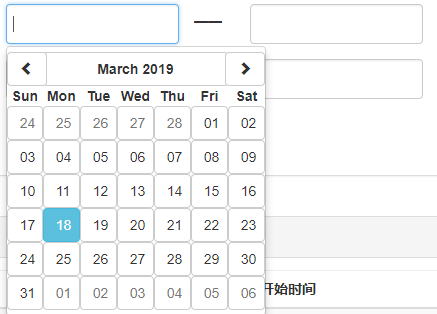 March 2019
Sun Mon Tue Wed Thu Fri Sat
24 25 26 27 28 01 02
03 04 05 06 07 08 09
10 11 12 13 14 15 16
17 18 19 20 21 22 23
24 25 26 27 28 29 30
开始时间
31 01 02 03 04 05 06